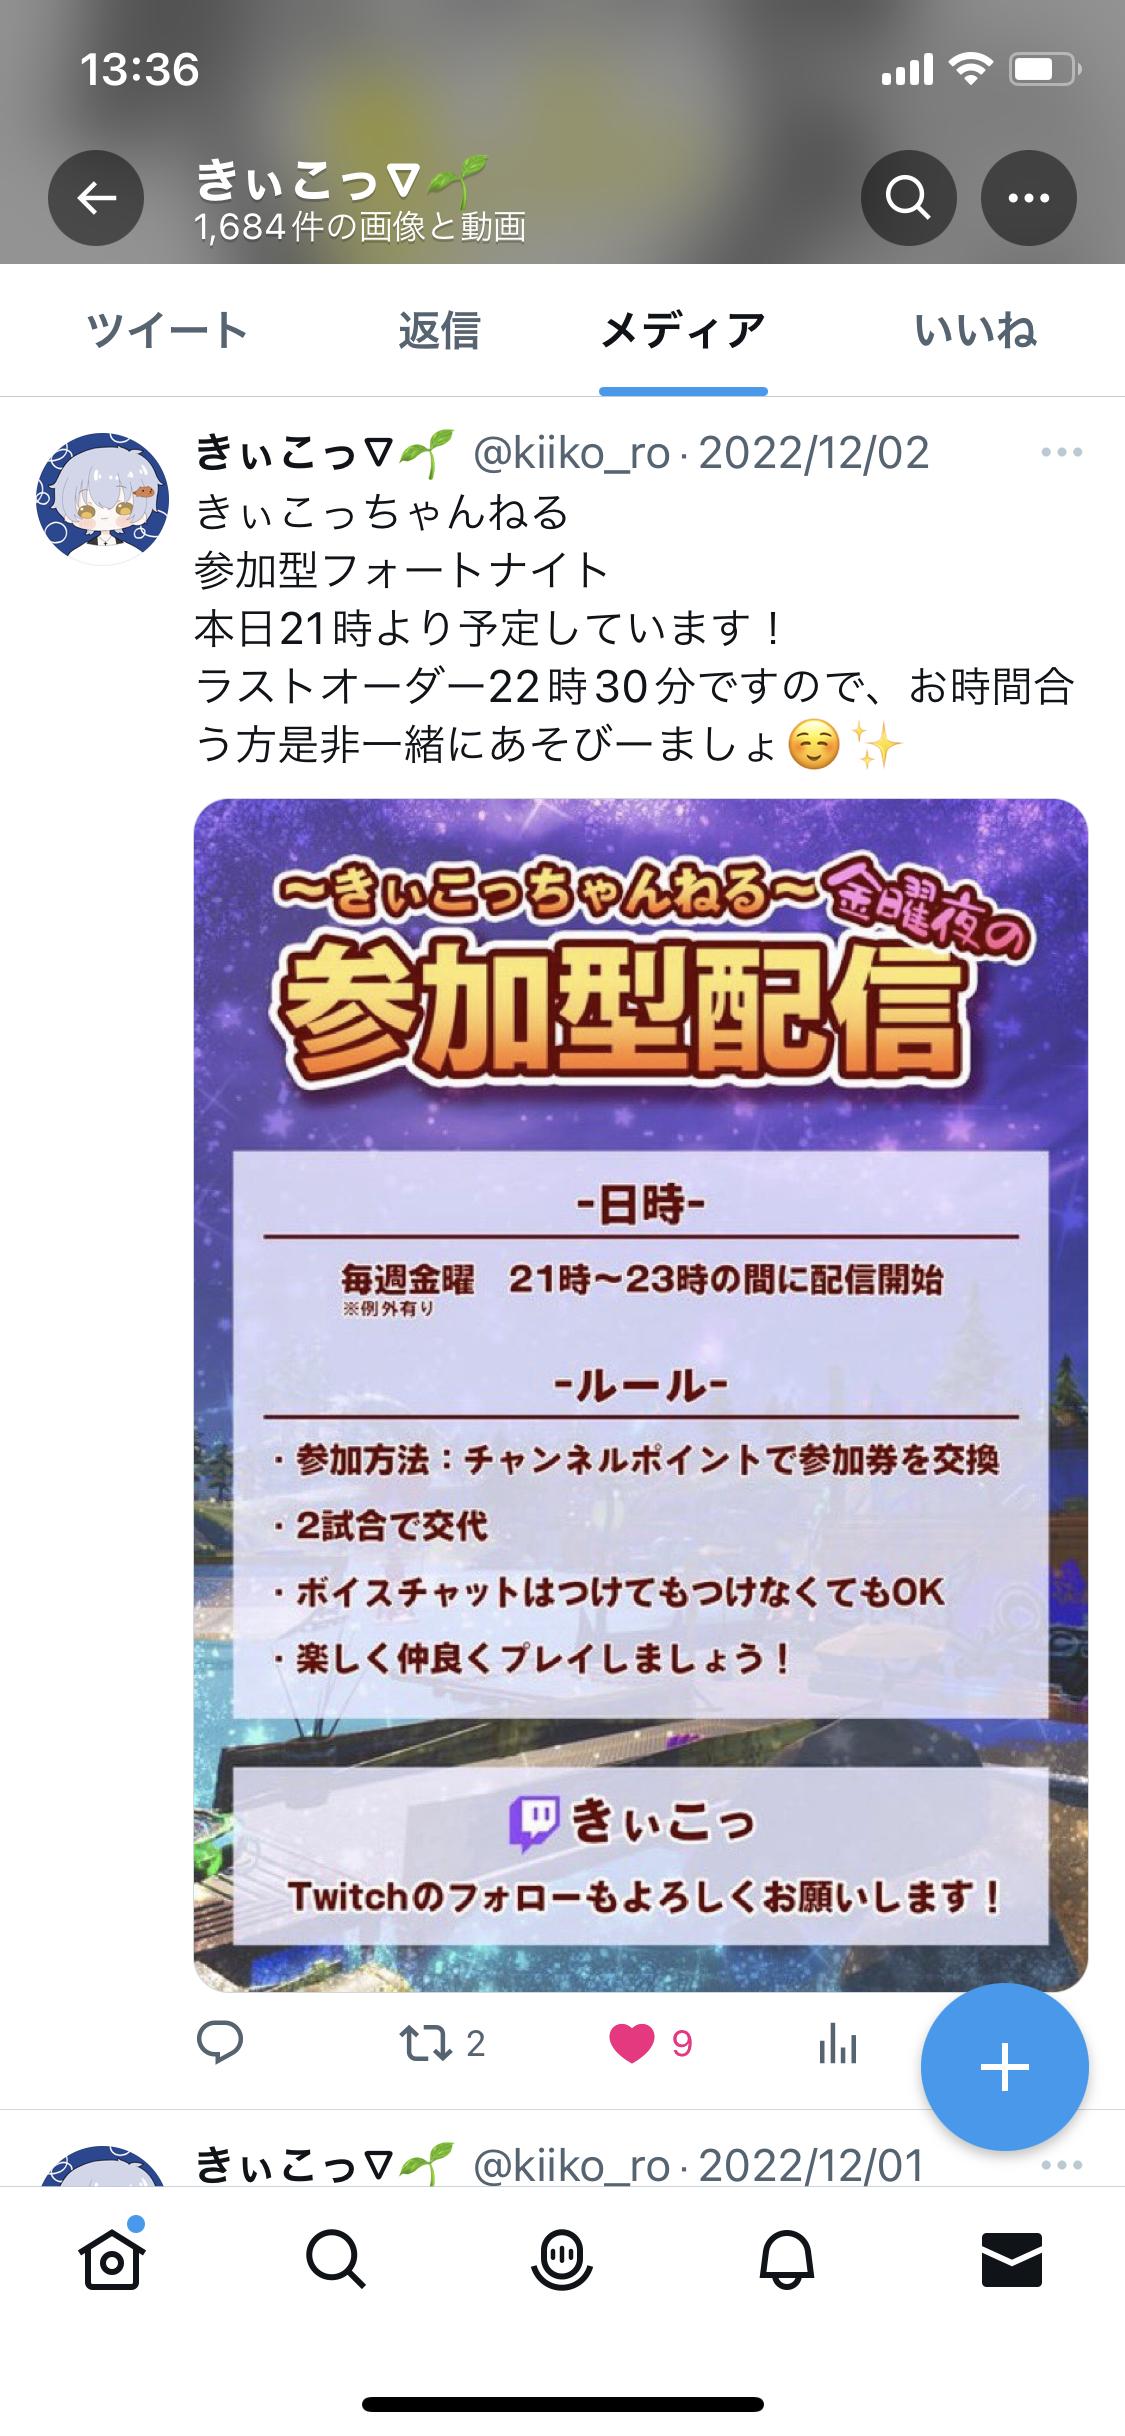 13:36
きぃこっ∇🌱
1,684件の画像と動画
ツイート 返信 メディア いいね
きぃこっ∇🌱 @kiiko_ro · 2022/12/02
きぃこっちゃんねる
参加型フォートナイト
本日21時より予定しています！
ラストオーダー22時30分ですので、お時間合
う方是非一緒にあそびーましょ☺️✨
～きぃこっちゃんねる～金曜夜の
参加型配信
-日時-
毎週金曜　21時～23時の間に配信開始
※例外有り
-ルール-
・参加方法：チャンネルポイントで参加券を交換
・2試合で交代
・ボイスチャットはつけてもつけなくてもOK
・楽しく仲良くプレイしましょう！
きぃこっ
Twitchのフォローもよろしくお願いします！
2 9
きぃこっ∇🌱 @kiiko_ro · 2022/12/01